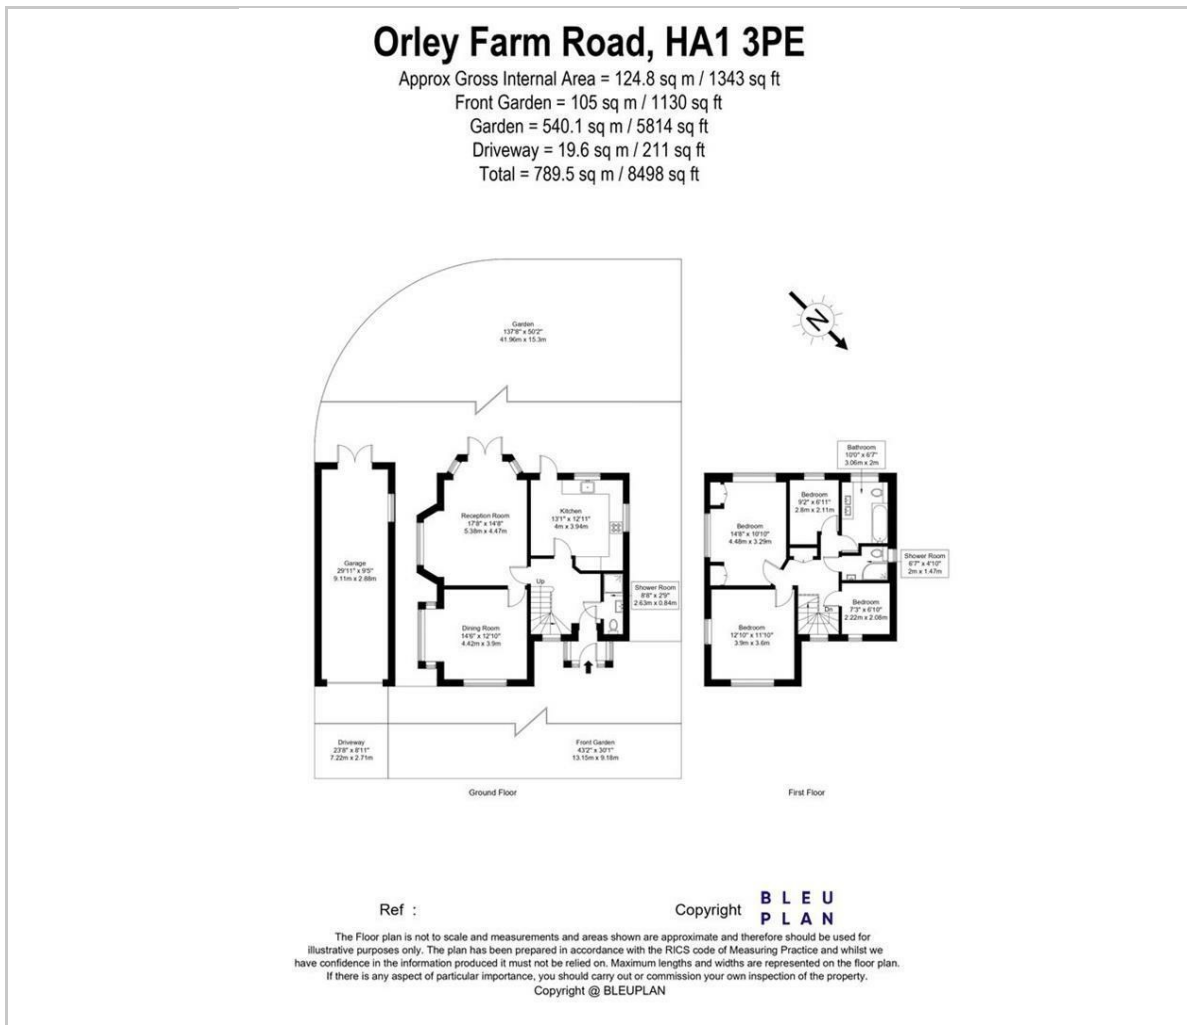 Orley Farm Road, HA1 3PE
Approx Gross Internal Area = 124.8 sq m / 1343 sq ft
Front Garden = 105 sq m / 1130 sq ft
Garden = 540.1 sq m / 5814 sq ft
Driveway = 19.6 sq m / 211 sq ft
Total = 789.5 sq m / 8498 sq ft
Garden
137'8" x 50'2"
41.96m x 15.3m
N
Reception Room
17'8" x 14'8"
5.38m x 4.47m
Kitchen
13'1" x 12'11"
4m x 3.94m
Garage
29'11" x 9'5"
9.11m x 2.88m
Up
Shower Room
8'8" x 2'9"
2.63m x 0.84m
Dining Room
14'6" x 12'10"
4.42m x 3.9m
Driveway
23'8" x 8'11"
7.22m x 2.71m
Front Garden
43'2" x 30'1"
13.15m x 9.18m
Ground Floor
Bathroom
10'0" x 6'7"
3.06m x 2m
Bedroom
9'2" x 6'11"
2.8m x 2.11m
Bedroom
14'8" x 10'10"
4.48m x 3.29m
Shower Room
6'7" x 4'10"
2m x 1.47m
Bedroom
7'3" x 6'10"
2.22m x 2.08m
Dn
Bedroom
12'10" x 11'10"
3.9m x 3.6m
First Floor
Ref :
Copyright
BLEU
PLAN
The Floor plan is not to scale and measurements and areas shown are approximate and therefore should be used for
illustrative purposes only. The plan has been prepared in accordance with the RICS code of Measuring Practice and whilst we
have confidence in the information produced it must not be relied on. Maximum lengths and widths are represented on the floor plan.
If there is any aspect of particular importance, you should carry out or commission your own inspection of the property.
Copyright @ BLEUPLAN